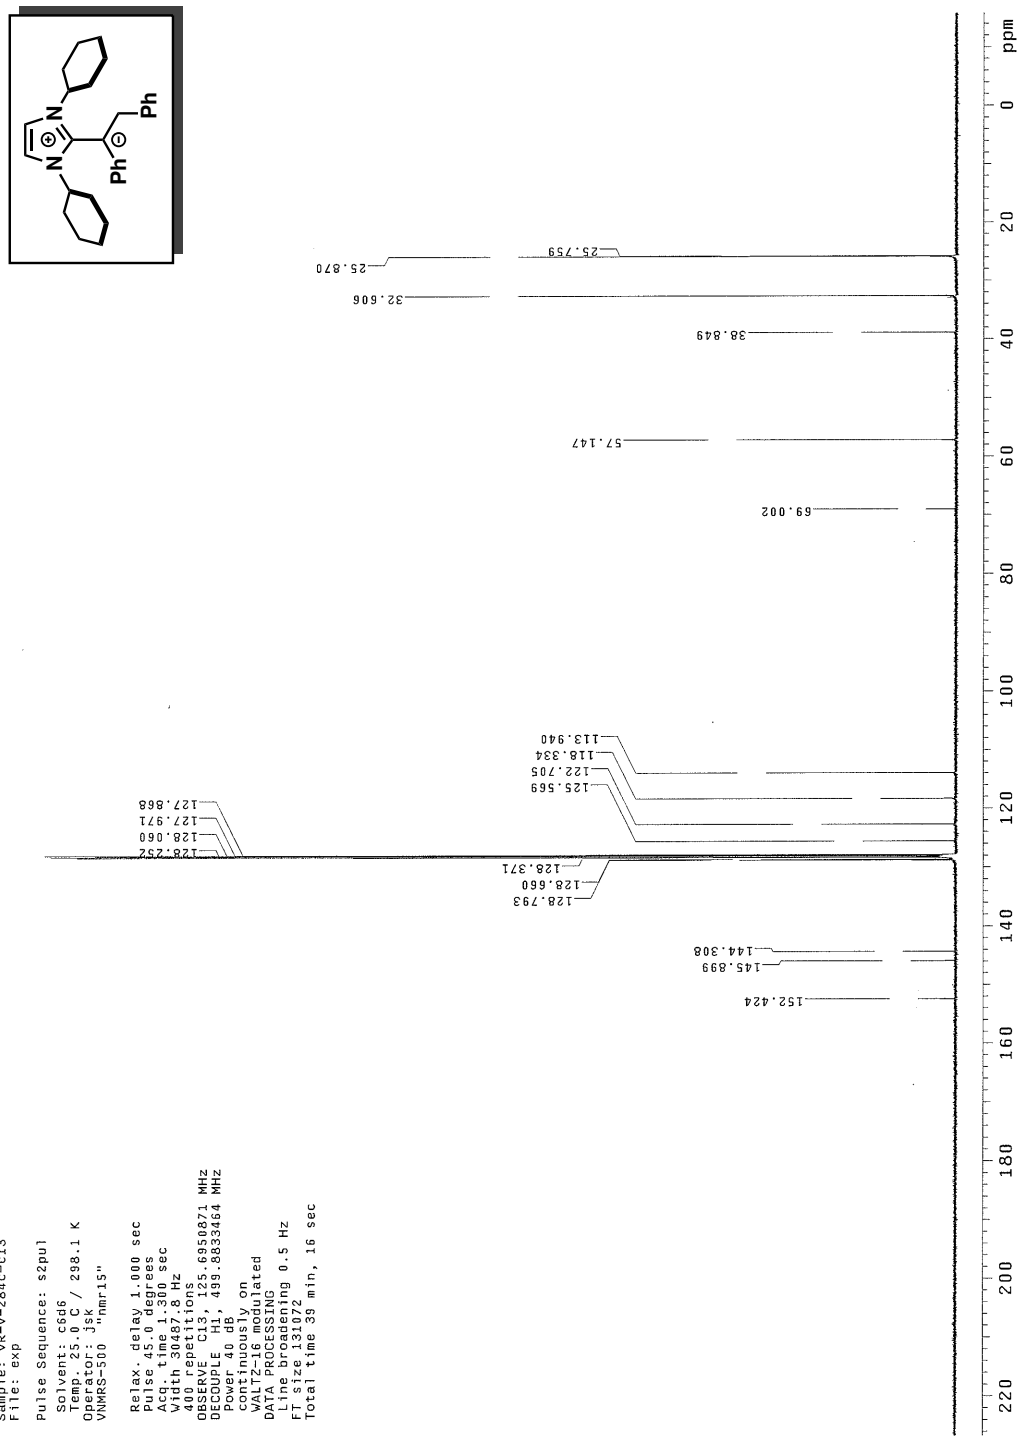 File: exp
Pulse Sequence: s2pul
Solvent: c6d6
Temp. 25.0 C / 298.1 K
Operator: jsk
VNMRS-500 "nmr15"
Relax. delay 1.000 sec
Pulse 45.0 degrees
Acq. time 1.300 sec
Width 30487.8 Hz
400 repetitions
OBSERVE C13, 125.6950871 MHz
DECOUPLE H1, 499.8833464 MHz
Power 40 dB
continuously on
WALTZ-16 modulated
DATA PROCESSING
Line broadening 0.5 Hz
FT size 131072
Total time 39 min, 16 sec
N
N
⊕
⊖
Ph
Ph
152.424
145.899
144.308
128.793
128.660
128.371
128.252
128.060
127.971
127.868
125.569
122.705
118.334
113.940
69.002
57.147
38.849
32.606
25.870
25.759
220
200
180
160
140
120
100
80
60
40
20
0
ppm